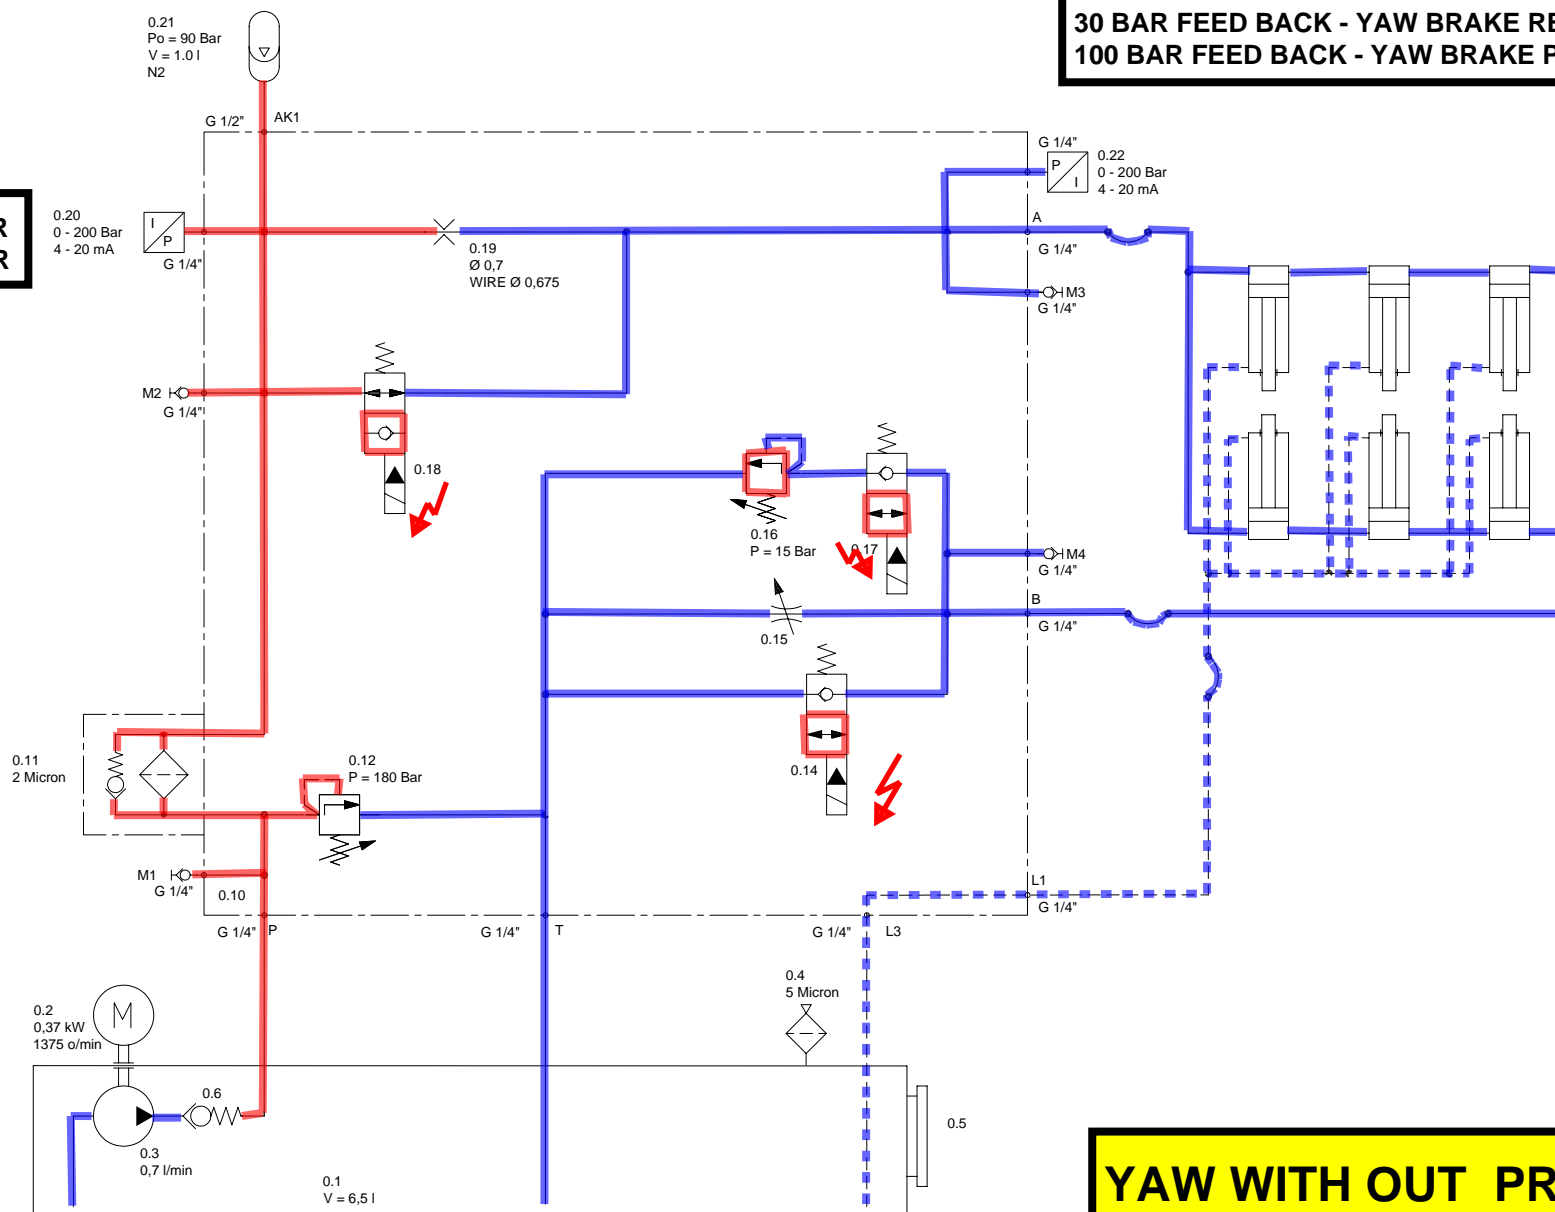 0.21
Po = 90 Bar
V = 1.0 l
N2
30 BAR FEED BACK - YAW BRAKE RE
100 BAR FEED BACK - YAW BRAKE P
G 1/2"
AK1
G 1/4"
P
I
0.22
0 - 200 Bar
4 - 20 mA
R
R
0.20
0 - 200 Bar
4 - 20 mA
I
P
G 1/4"
0.19
Ø 0,7
WIRE Ø 0,675
A
G 1/4"
M3
G 1/4"
M2
G 1/4"
0.18
0.16
P = 15 Bar
0.17
M4
G 1/4"
B
G 1/4"
0.15
0.14
0.11
2 Micron
0.12
P = 180 Bar
M1
G 1/4"
0.10
L1
G 1/4"
G 1/4"
P
G 1/4"
T
G 1/4"
L3
0.4
5 Micron
0.2
0,37 kW
1375 o/min
M
0.6
0.3
0,7 l/min
0.5
0.1
V = 6,5 l
YAW WITH OUT PR